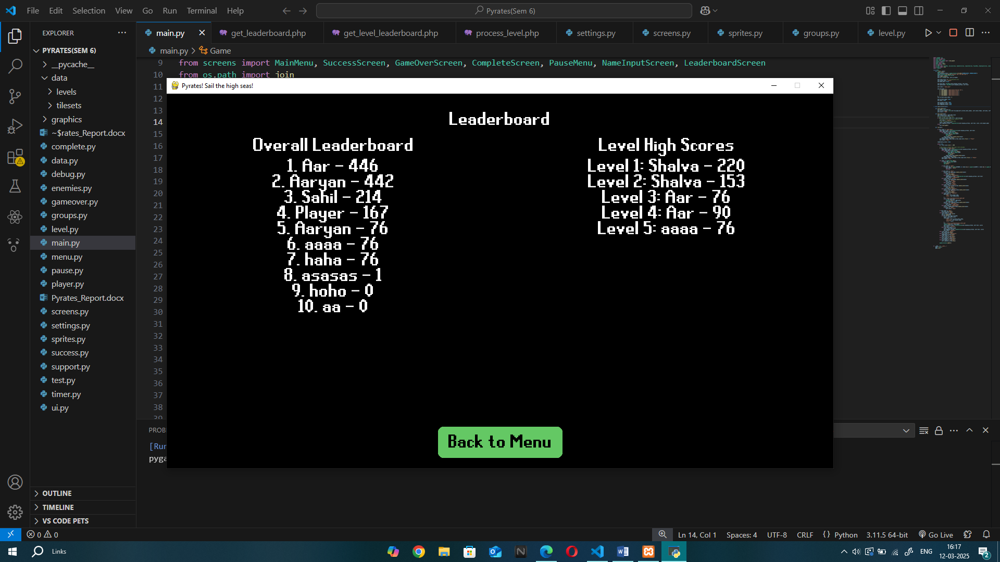 File Edit Selection View Go Run Terminal Help
Pyrates(Sem 6)
EXPLORER
main.py
get_leaderboard.php
get_level_leaderboard.php
process_level.php
settings.py
screens.py
sprites.py
groups.py
level.py
PYRATES(SEM 6)
__pycache__
data
levels
tilesets
graphics
~$rates_Report.docx
complete.py
data.py
debug.py
enemies.py
gameover.py
groups.py
level.py
main.py
menu.py
pause.py
player.py
Pyrates_Report.docx
screens.py
settings.py
sprites.py
success.py
support.py
test.py
timer.py
ui.py
OUTLINE
TIMELINE
VS CODE PETS
main.py > Game
9 from screens import MainMenu, SuccessScreen, GameOverScreen, CompleteScreen, PauseMenu, NameInputScreen, LeaderboardScreen
10 from os.path import join
11
12
13
14
15
16
17
18
19
20
21
22
23
24
25
26
27
28
29
30
31
32
33
34
35
36
37
38
39
Pyrates! Sail the high seas!
Leaderboard
Overall Leaderboard
1. Aar - 446
2. Aaryan - 442
3. Sahil - 214
4. Player - 167
5. Aaryan - 76
6. aaaa - 76
7. haha - 76
8. asasas - 1
9. hoho - 0
10. aa - 0
Level High Scores
Level 1: Shalva - 220
Level 2: Shalva - 153
Level 3: Aar - 76
Level 4: Aar - 90
Level 5: aaaa - 76
Back to Menu
PROB
[Run
pyga
0 0
Ln 14, Col 1 Spaces: 4 UTF-8 CRLF {} Python 3.11.5 64-bit Go Live
Links
ENG
16:17
12-03-2025
2